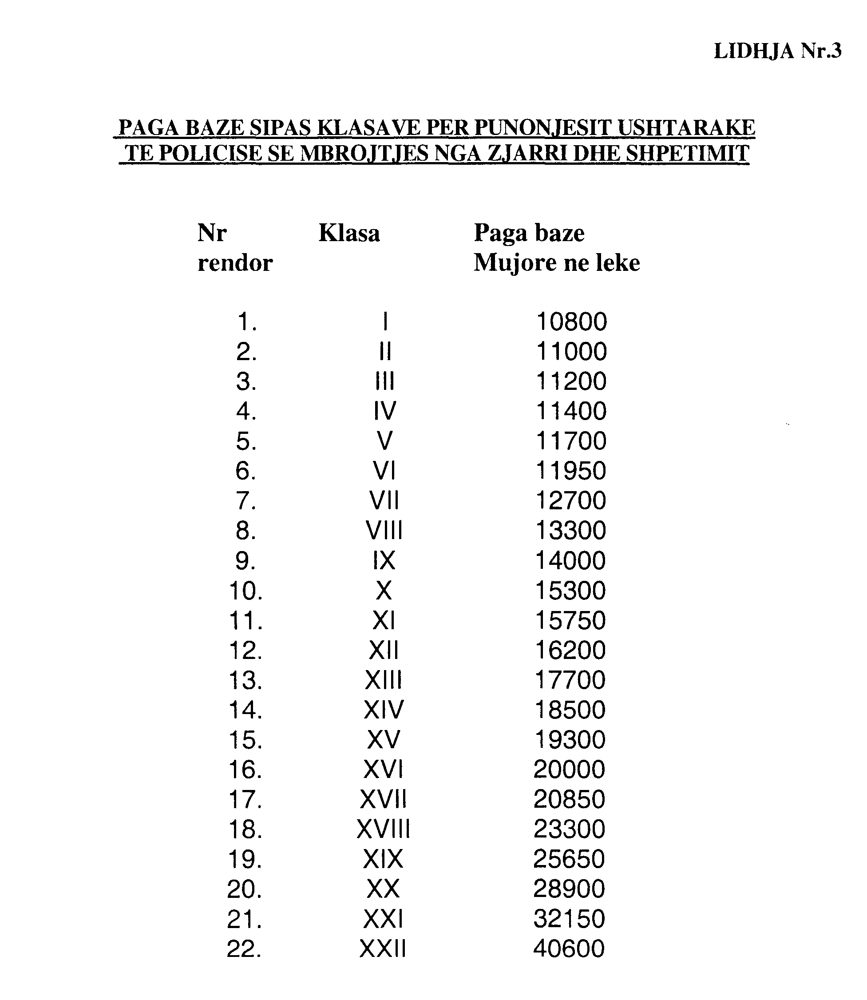 LIDHJA Nr.3
PAGA BAZE SIPAS KLASAVE PER PUNONJESIT USHTARAKE
TE POLICISE SE MBROJTJES NGA ZJARRI DHE SHPETIMIT
Nr Klasa Paga baze
rendor Mujore ne leke
1. I 10800
2. II 11000
3. III 11200
4. IV 11400
5. V 11700
6. VI 11950
7. VII 12700
8. VIII 13300
9. IX 14000
10. X 15300
11. XI 15750
12. XII 16200
13. XIII 17700
14. XIV 18500
15. XV 19300
16. XVI 20000
17. XVII 20850
18. XVIII 23300
19. XIX 25650
20. XX 28900
21. XXI 32150
22. XXII 40600